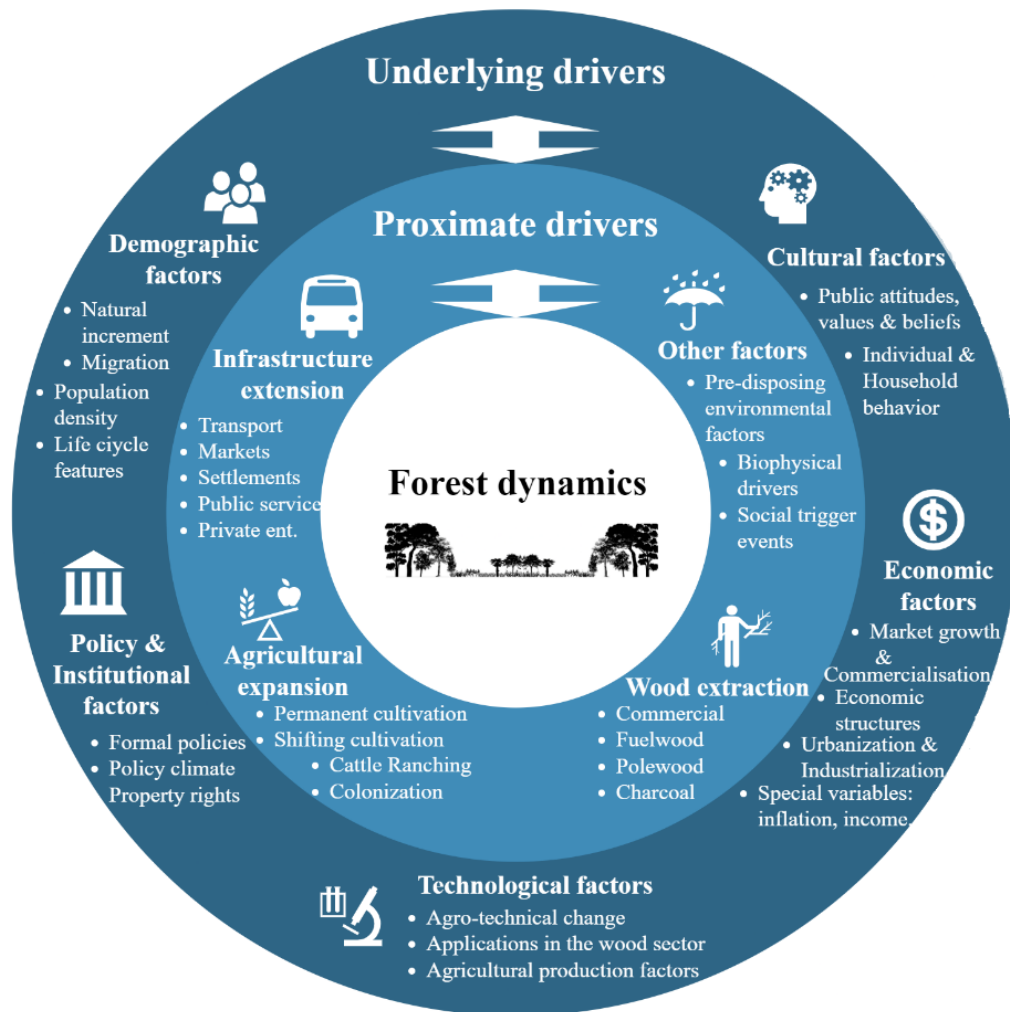 Underlying drivers
Proximate drivers
Demographic
factors
• Natural
increment
• Migration
• Population
density
• Life ciycle
features
Cultural factors
• Public attitudes,
values & beliefs
• Individual &
Household
behavior
Infrastructure
extension
• Transport
• Markets
• Settlements
• Public service
• Private ent.
Other factors
• Pre-disposing
environmental
factors
• Biophysical
drivers
• Social trigger
events
Forest dynamics
Policy &
Institutional
factors
• Formal policies
• Policy climate
Property rights
Agricultural
expansion
• Permanent cultivation
• Shifting cultivation
• Cattle Ranching
• Colonization
Wood extraction
• Commercial
• Fuelwood
• Polewood
• Charcoal
$
Economic
factors
• Market growth
&
Commercialisation
• Economic
structures
• Urbanization &
Industrialization
• Special variables:
inflation, income.
Technological factors
• Agro-technical change
• Applications in the wood sector
• Agricultural production factors